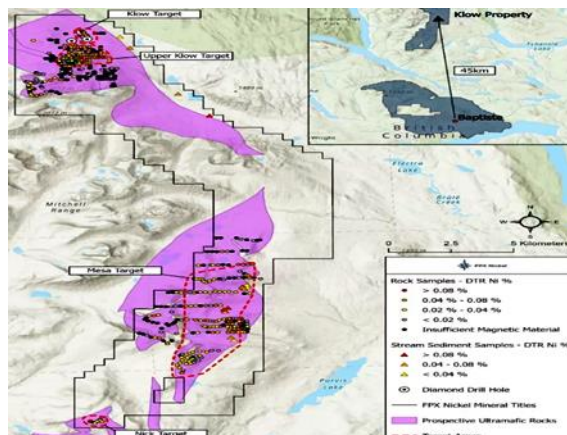 Klow Target
Upper Klow Target
Klow Property
45km
Baptiste
British
Columbia
Mitchell
Range
Mesa Target
Nick Target
N
W
E
S
0
2.5
5
Kilometers
FPX Nickel
Rock Samples - DTR Ni %
> 0.08 %
0.04 % - 0.08 %
0.02 % - 0.04 %
< 0.02 %
Insufficient Magnetic Material
Stream Sediment Samples - DTR Ni %
> 0.08 %
0.04 - 0.08 %
< 0.04 %
Diamond Drill Hole
FPX Nickel Mineral Titles
Prospective Ultramafic Rocks